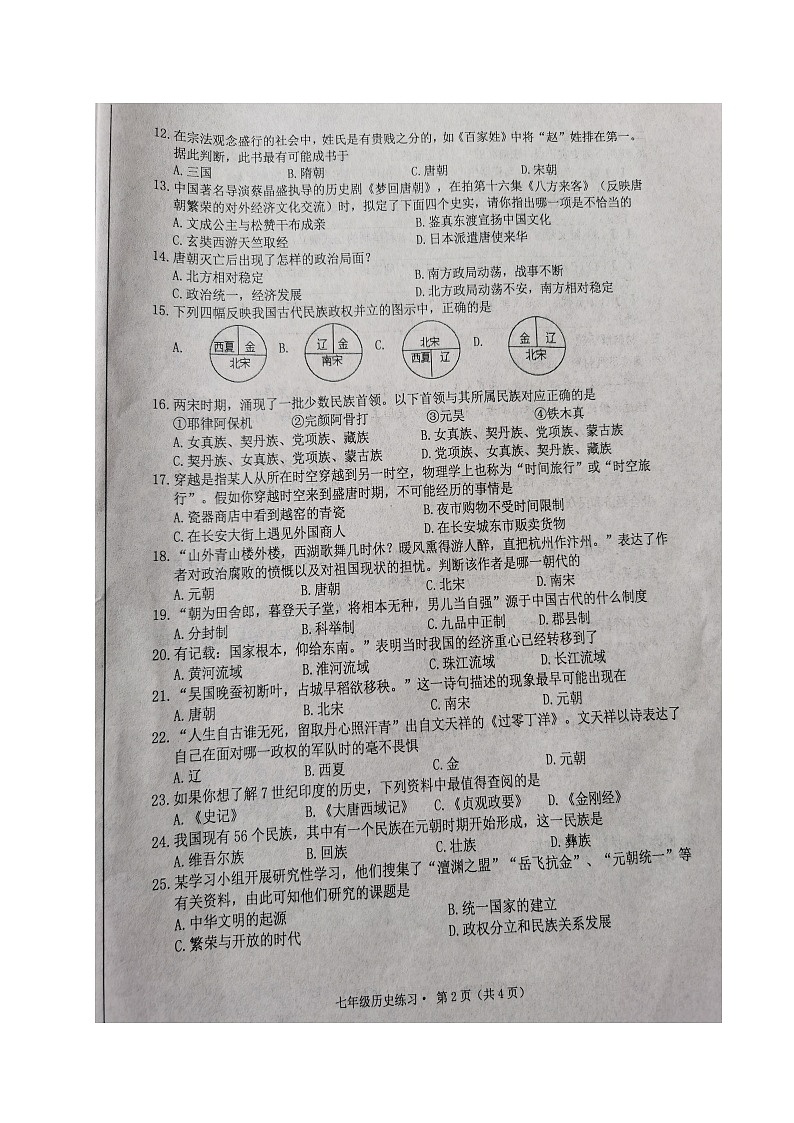 12. 在宗法观念盛行的社会中，姓氏是有贵贱之分的，如《百家姓》中将“赵”姓排在第一。
据此判断，此书最有可能成书于
A. 三国 B. 隋朝 C. 唐朝 D. 宋朝
13. 中国著名导演蔡晶盛执导的历史剧《梦回唐朝》，在拍第十六集《八方来客》（反映唐
朝繁荣的对外经济文化交流）时，拟定了下面四个史实，请你指出哪一项是不恰当的
A. 文成公主与松赞干布成亲 B. 鉴真东渡宣扬中国文化
C. 玄奘西游天竺取经 D. 日本派遣唐使来华
14. 唐朝灭亡后出现了怎样的政治局面？
A. 北方相对稳定 B. 南方政局动荡，战事不断
C. 政治统一，经济发展 D. 北方政局动荡不安，南方相对稳定
15. 下列四幅反映我国古代民族政权并立的图示中，正确的是
A. 西夏 金 北宋 B. 辽 金 南宋 C. 北宋 西夏 辽 D. 金 辽 北宋
16. 两宋时期，涌现了一批少数民族首领。以下首领与其所属民族对应正确的是
①耶律阿保机 ②完颜阿骨打 ③元昊 ④铁木真
A. 女真族、契丹族、党项族、藏族 B. 女真族、契丹族、党项族、蒙古族
C. 契丹族、女真族、党项族、蒙古族 D. 党项族、女真族、契丹族、蒙古族
17. 穿越是指某人从所在时空穿越到另一时空，物理学上也称为“时间旅行”或“时空旅
行”。假如你穿越时空来到盛唐时期，不可能经历的事情是
A. 瓷器商店中看到越窑的青瓷 B. 夜市购物不受时间限制
C. 在长安大街上遇见外国商人 D. 在长安城东市贩卖货物
18. “山外青山楼外楼，西湖歌舞几时休？暖风熏得游人醉，直把杭州作汴州。”表达了作
者对政治腐败的愤慨以及对祖国现状的担忧。判断该作者是哪一朝代的
A. 元朝 B. 唐朝 C. 北宋 D. 南宋
19. “朝为田舍郎，暮登天子堂，将相本无种，男儿当自强”源于中国古代的什么制度
A. 分封制 B. 科举制 C. 九品中正制 D. 郡县制
20. 有记载：国家根本，仰给东南。”表明当时我国的经济重心已经转移到了
A. 黄河流域 B. 淮河流域 C. 珠江流域 D. 长江流域
21. “吴国晚蚕初断叶，占城早稻欲移秧。”这一诗句描述的现象最早可能出现在
A. 唐朝 B. 北宋 C. 南宋 D. 元朝
22. “人生自古谁无死，留取丹心照汗青”出自文天祥的《过零丁洋》。文天祥以诗表达了
自己在面对哪一政权的军队时的毫不畏惧
A. 辽 B. 西夏 C. 金 D. 元朝
23. 如果你想了解 7 世纪印度的历史，下列资料中最值得查阅的是
A. 《史记》 B. 《大唐西域记》 C. 《贞观政要》 D. 《金刚经》
24. 我国现有 56 个民族，其中有一个民族在元朝时期开始形成，这一民族是
A. 维吾尔族 B. 回族 C. 壮族 D. 彝族
25. 某学习小组开展研究性学习，他们搜集了“澶渊之盟”“岳飞抗金”、“元朝统一”等
有关资料，由此可知他们研究的课题是
A. 中华文明的起源 B. 统一国家的建立
C. 繁荣与开放的时代 D. 政权分立和民族关系发展
七年级历史练习· 第 2 页（共 4 页）